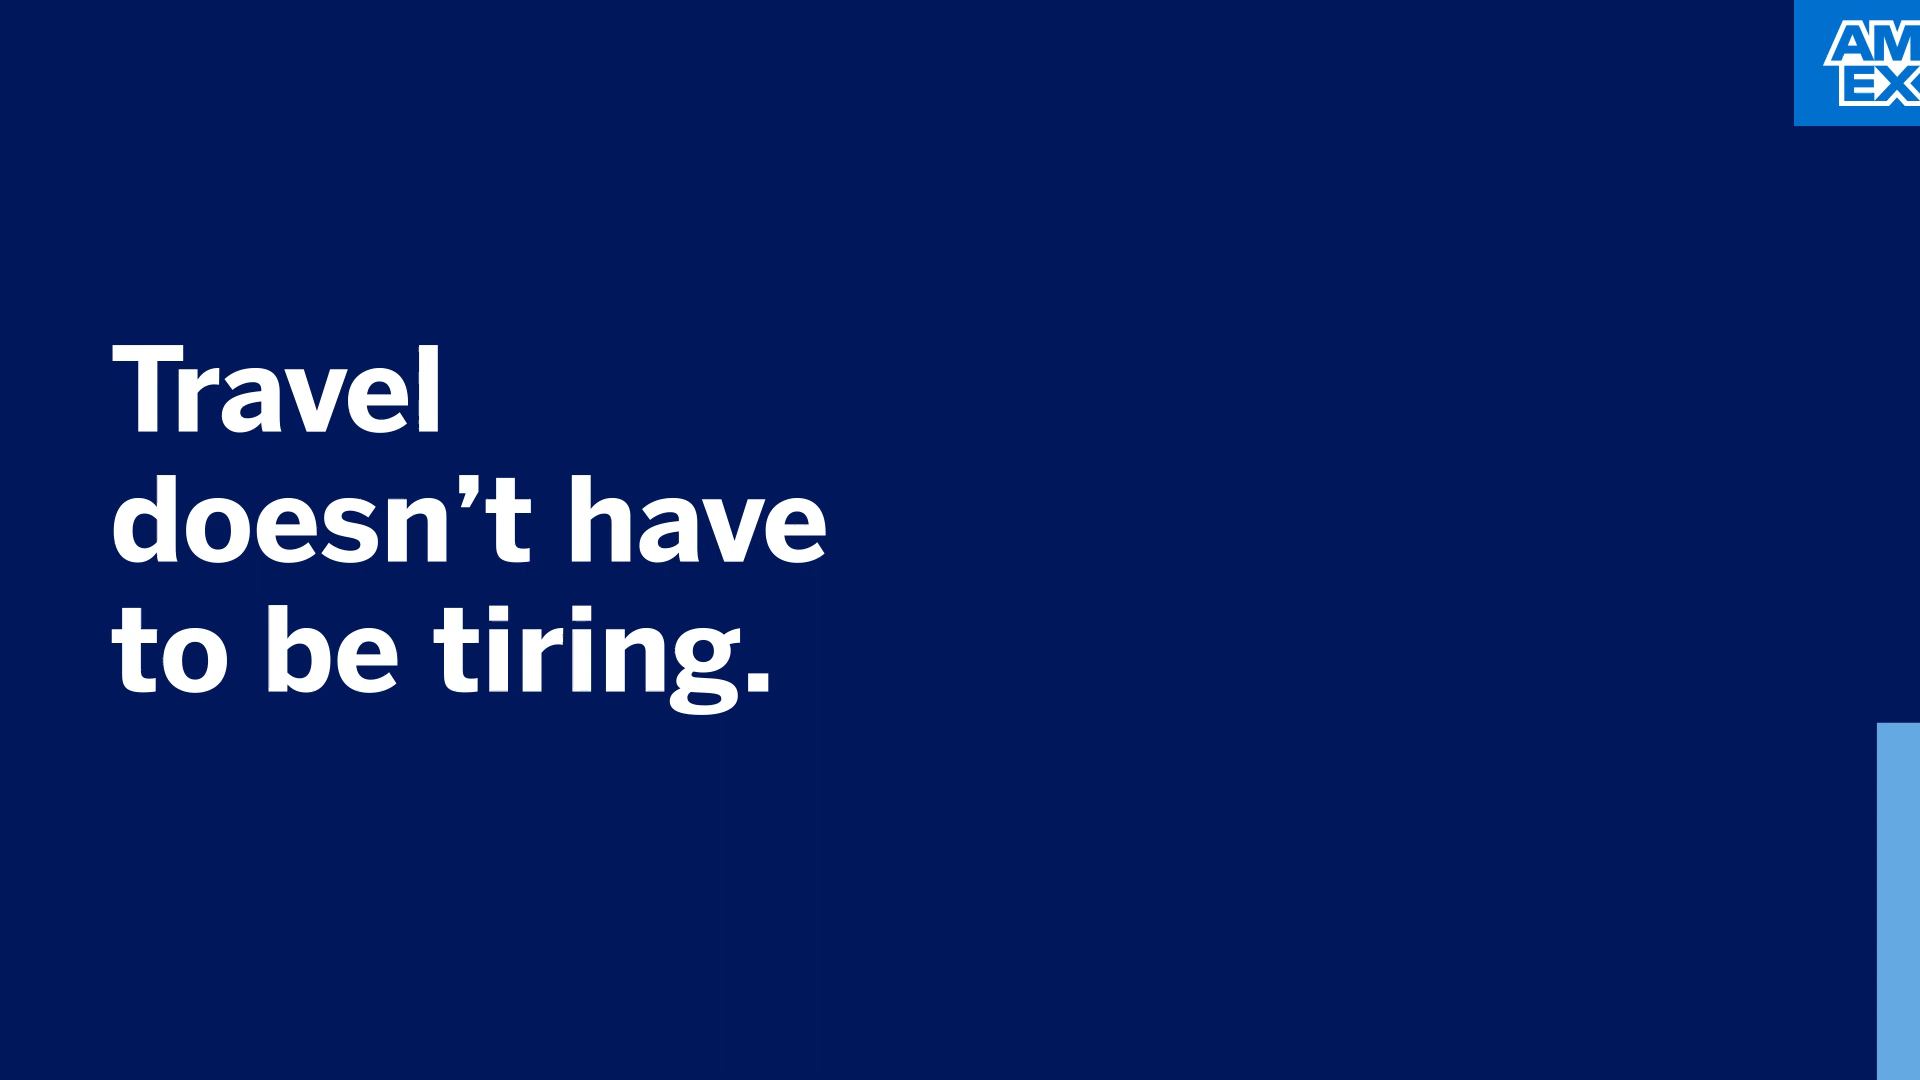 AM
EX
Travel
doesn’t have
to be tiring.